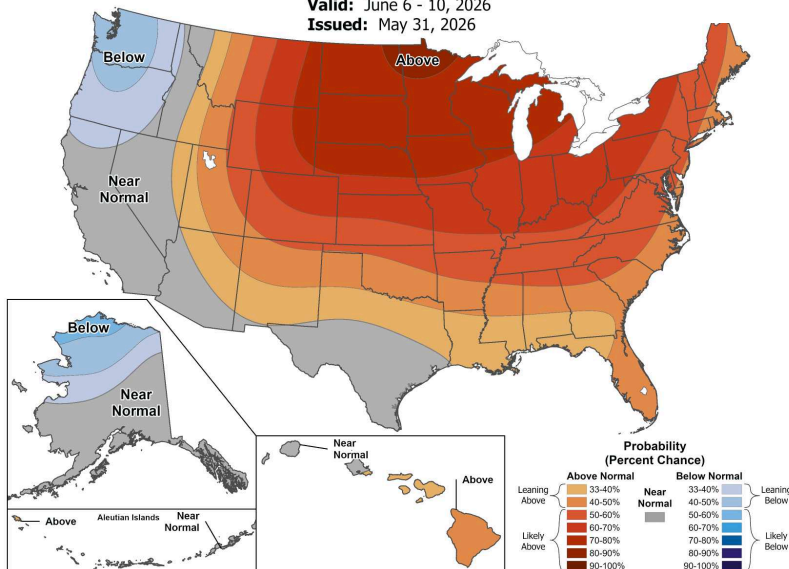 Valid: June 6 - 10, 2026
Issued: May 31, 2026
Below
Above
Near
Normal
Below
Near
Normal
Above
Aleutian Islands
Near
Normal
Near
Normal
Above
Probability
(Percent Chance)
Above Normal
Below Normal
Leaning
Above
33-40%
40-50%
Likely
Above
50-60%
60-70%
70-80%
80-90%
90-100%
Near
Normal
33-40%
40-50%
Leaning
Below
50-60%
60-70%
70-80%
80-90%
90-100%
Likely
Below